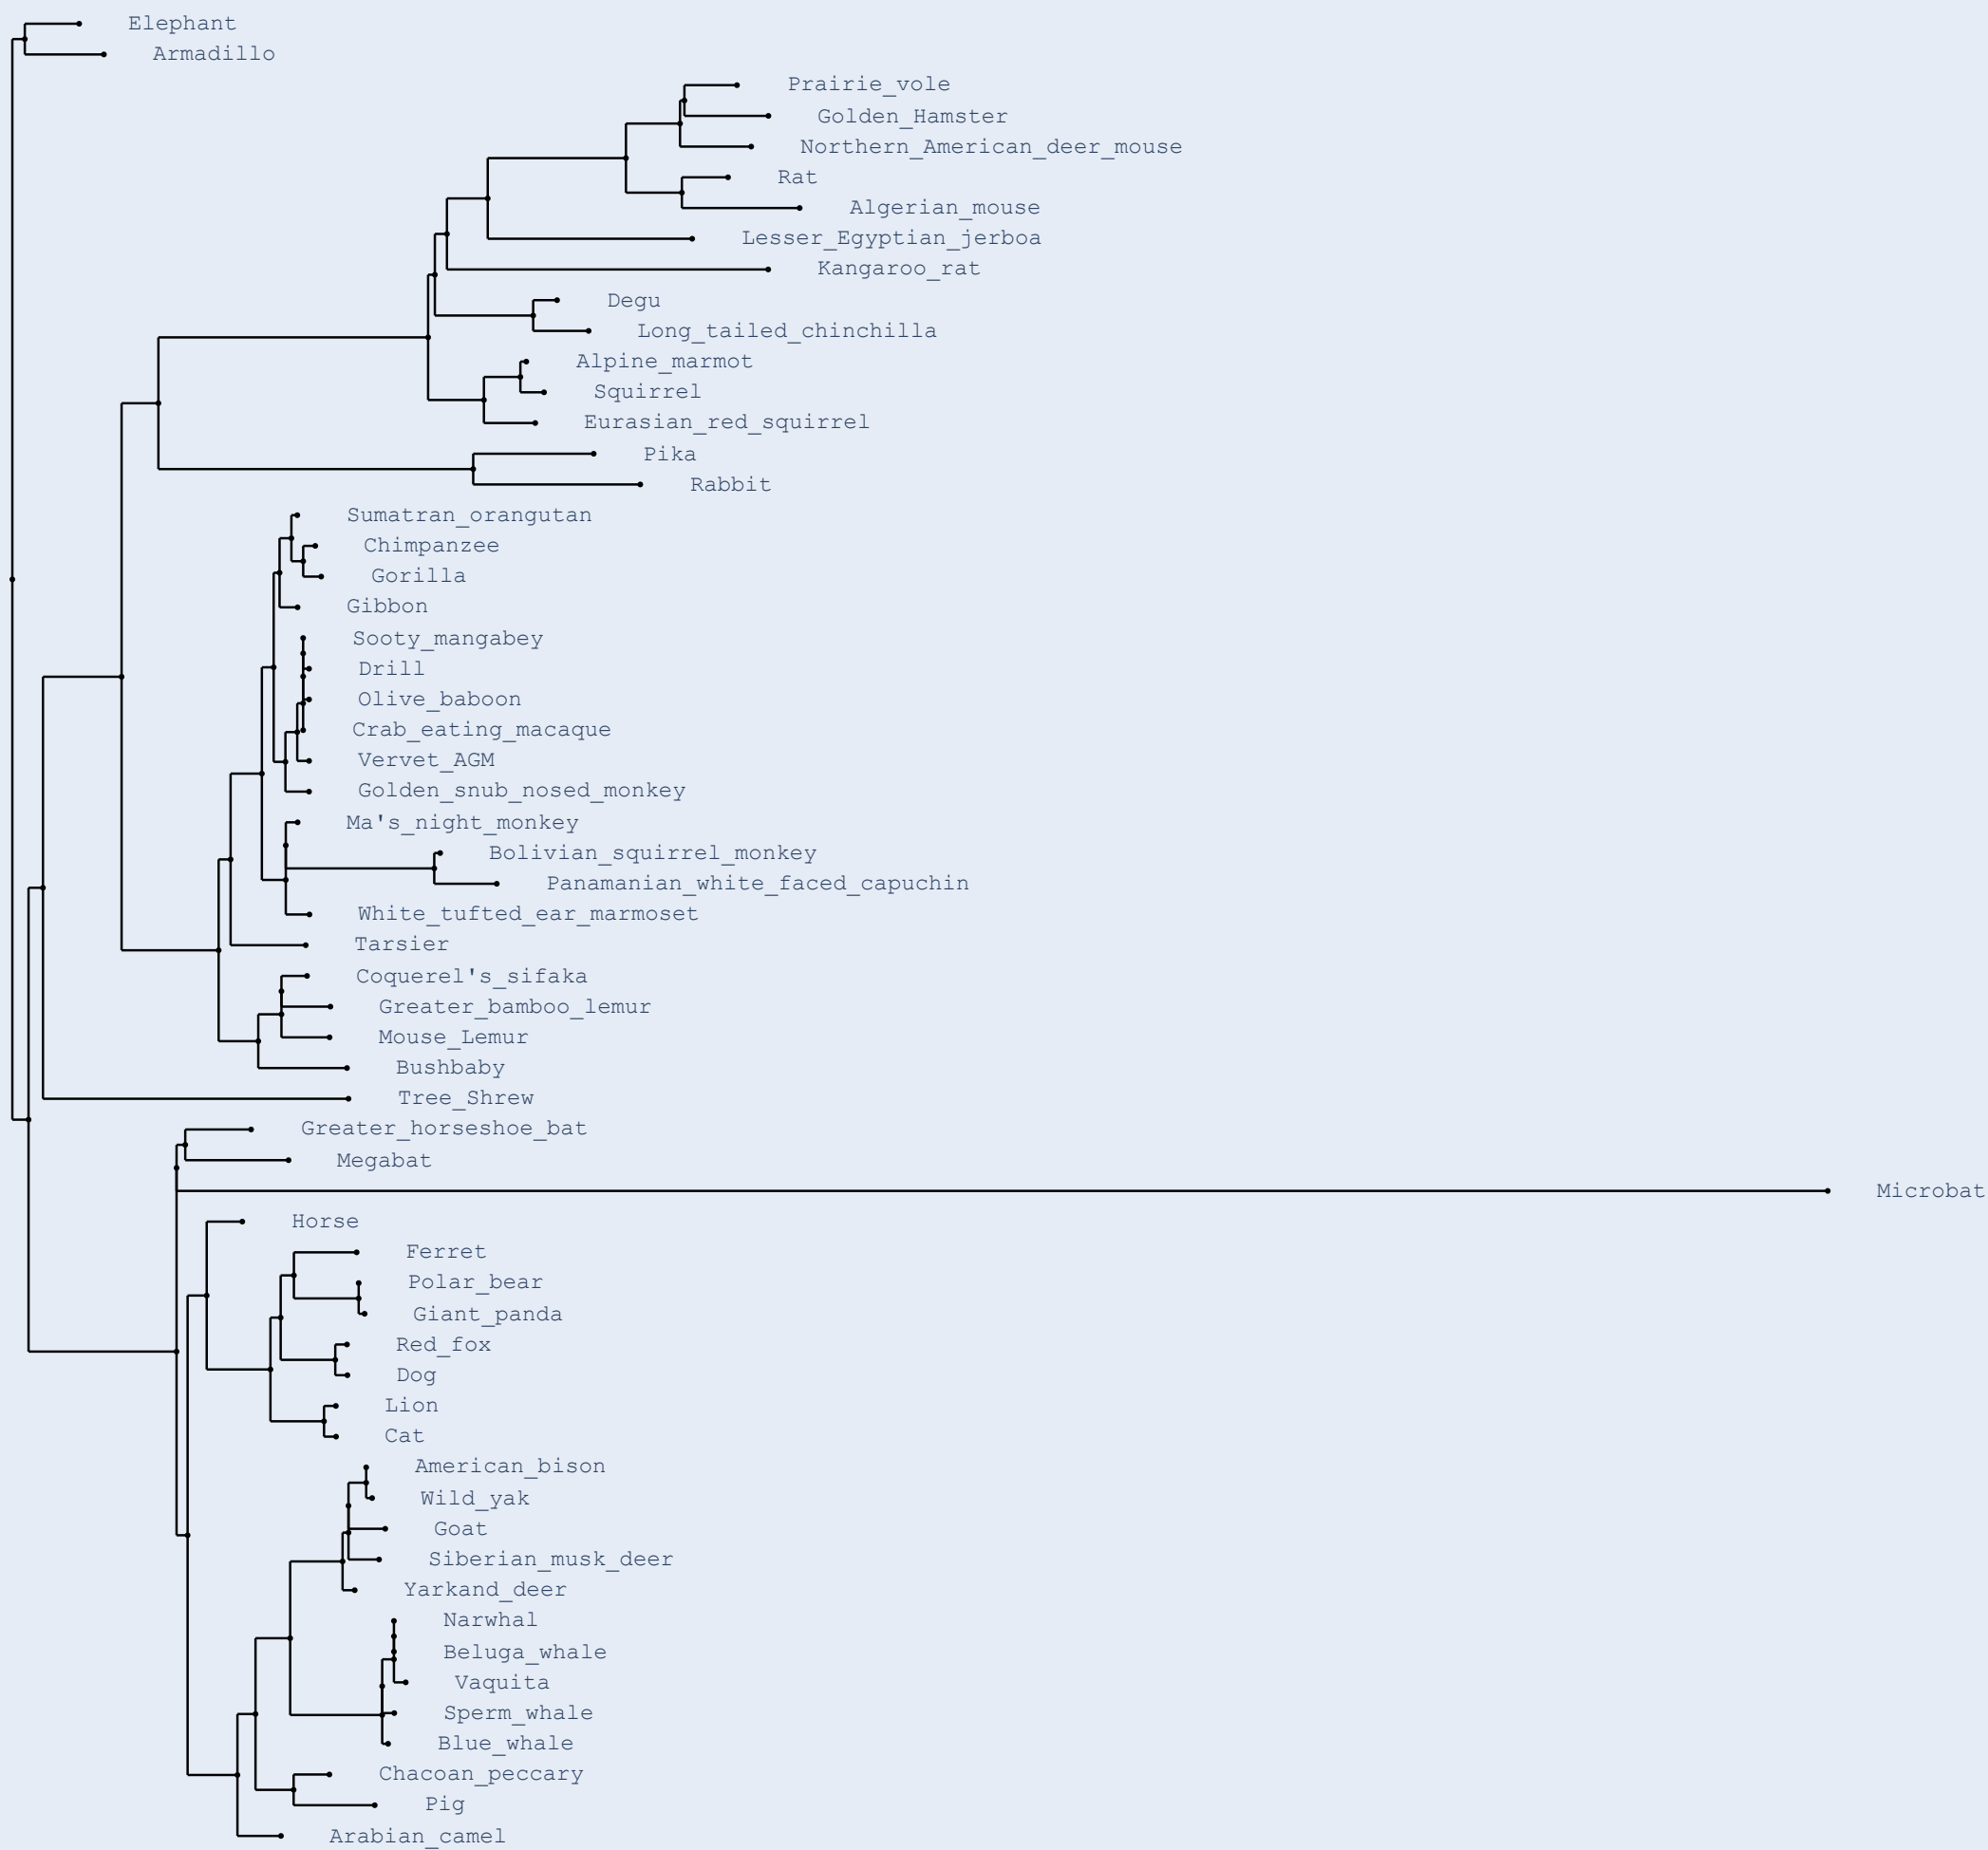 Elephant
Armadillo
Prairie_vole
Golden_Hamster
Northern_American_deer_mouse
Rat
Algerian_mouse
Lesser_Egyptian_jerboa
Kangaroo_rat
Degu
Long_tailed_chinchilla
Alpine_marmot
Squirrel
Eurasian_red_squirrel
Pika
Rabbit
Sumatran_orangutan
Chimpanzee
Gorilla
Gibbon
Sooty_mangabey
Drill
Olive_baboon
Crab_eating_macaque
Vervet_AGM
Golden_snub_nosed_monkey
Ma's_night_monkey
Bolivian_squirrel_monkey
Panamanian_white_faced_capuchin
White_tufted_ear_marmoset
Tarsier
Coquerel's_sifaka
Greater_bamboo_lemur
Mouse_Lemur
Bushbaby
Tree_Shrew
Greater_horseshoe_bat
Megabat
Microbat
Horse
Ferret
Polar_bear
Giant_panda
Red_fox
Dog
Lion
Cat
American_bison
Wild_yak
Goat
Siberian_musk_deer
Yarkand_deer
Narwhal
Beluga_whale
Vaquita
Sperm_whale
Blue_whale
Chacoan_peccary
Pig
Arabian_camel